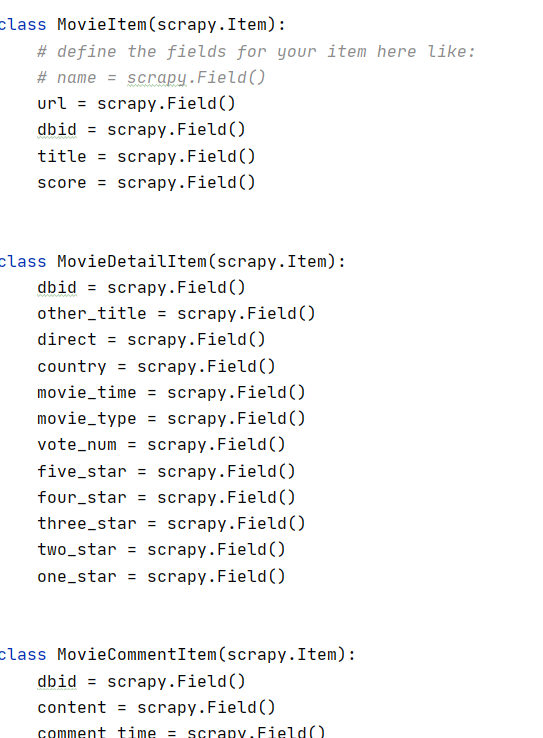 class MovieItem(scrapy.Item):
# define the fields for your item here like:
# name = scrapy.Field()
url = scrapy.Field()
dbid = scrapy.Field()
title = scrapy.Field()
score = scrapy.Field()
class MovieDetailItem(scrapy.Item):
dbid = scrapy.Field()
other_title = scrapy.Field()
direct = scrapy.Field()
country = scrapy.Field()
movie_time = scrapy.Field()
movie_type = scrapy.Field()
vote_num = scrapy.Field()
five_star = scrapy.Field()
four_star = scrapy.Field()
three_star = scrapy.Field()
two_star = scrapy.Field()
one_star = scrapy.Field()
class MovieCommentItem(scrapy.Item):
dbid = scrapy.Field()
content = scrapy.Field()
comment_time = scrapy.Field()